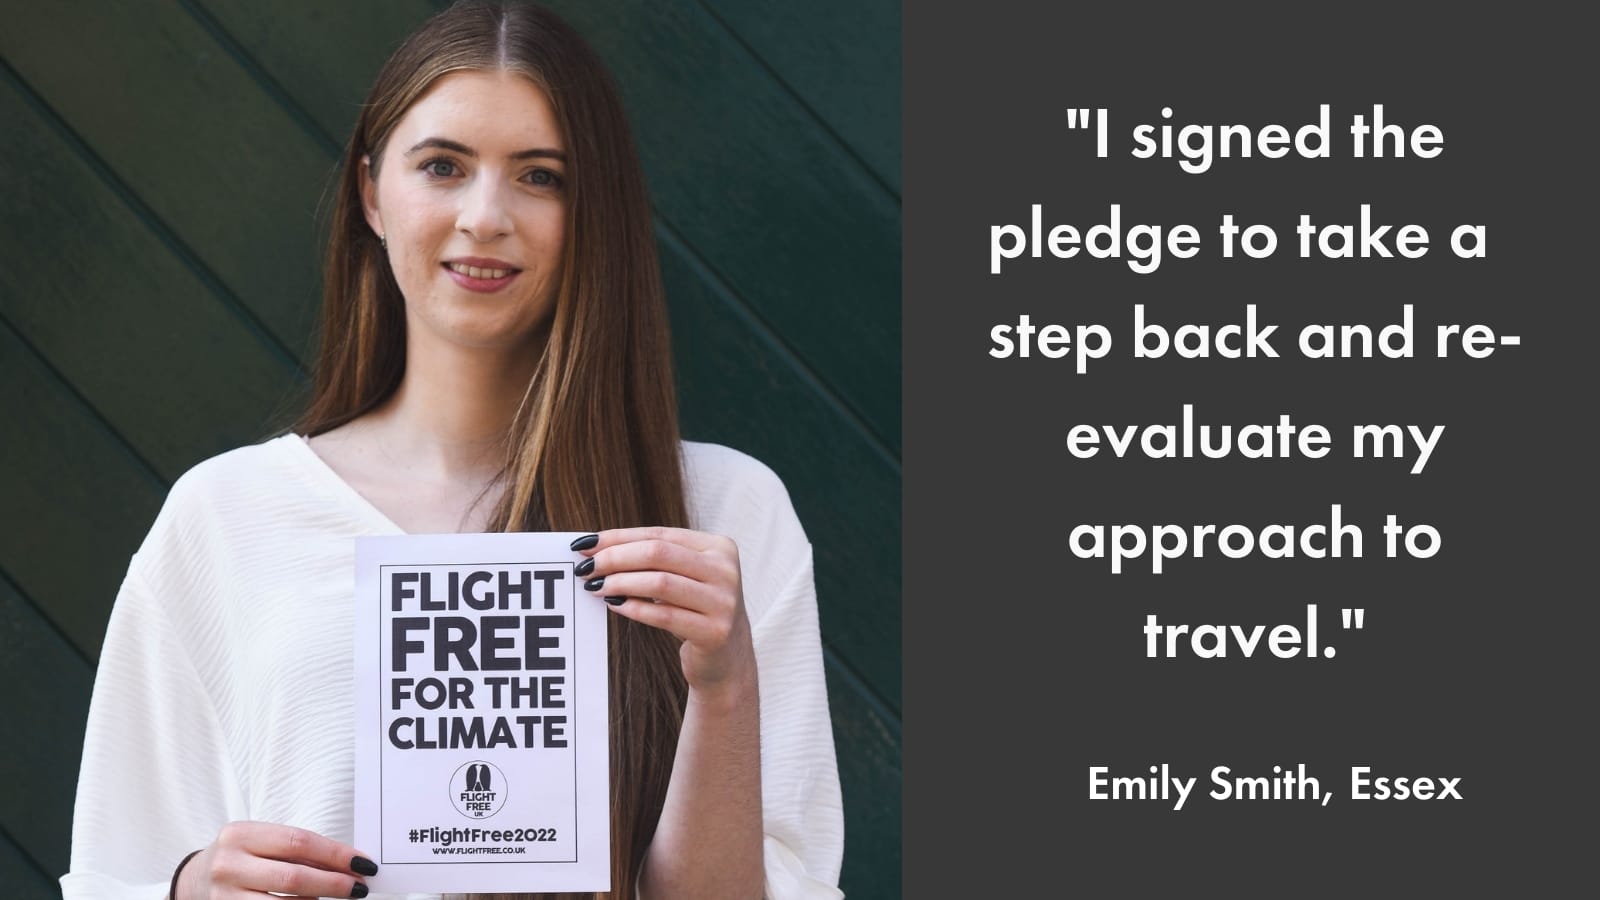 FLIGHT
FREE
FOR THE
CLIMATE
FLIGHT
FREE
UK
#FlightFree2022
WWW.FLIGHTFREE.CO.UK
"I signed the
pledge to take a
step back and re-
evaluate my
approach to
travel."
Emily Smith, Essex